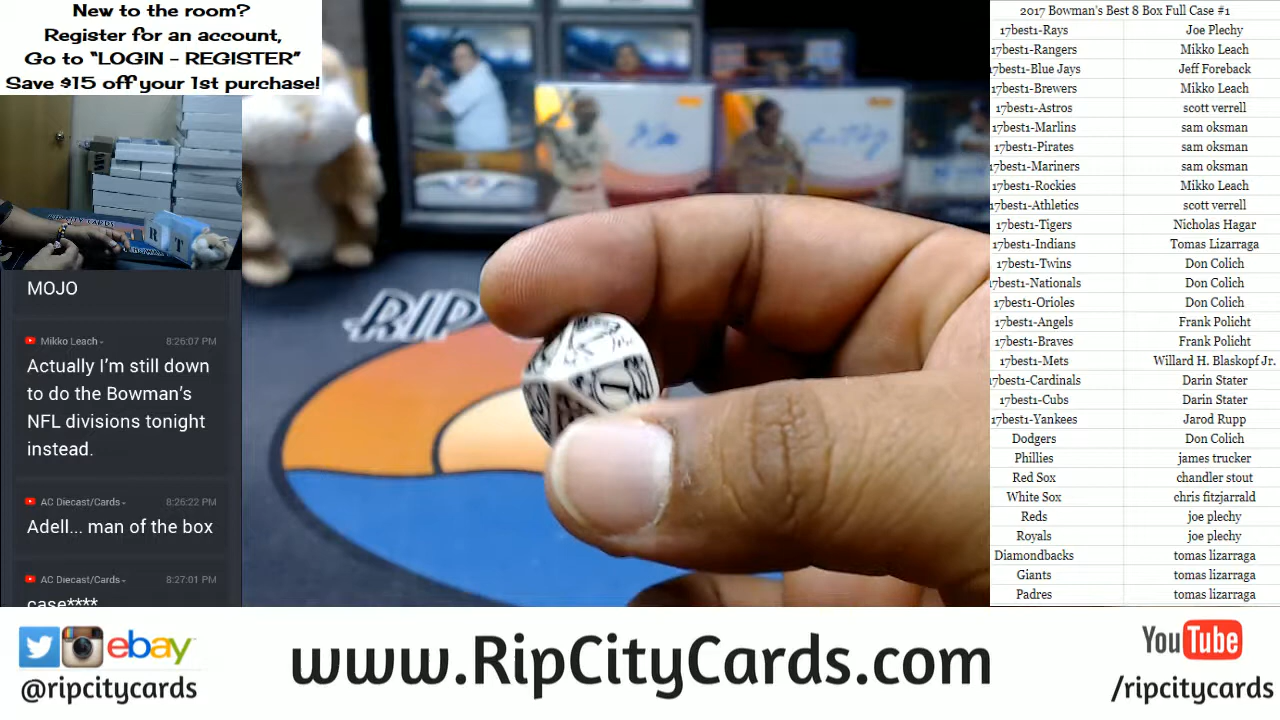 New to the room?
Register for an account,
Go to "LOGIN - REGISTER"
Save $15 off your 1st purchase!
MOJO
Mikko Leach
8:26:07 PM
Actually I'm still down
to do the Bowman's
NFL divisions tonight
instead.
AC Diecast/Cards
8:26:22 PM
Adell... man of the box
AC Diecast/Cards
8:27:01 PM
case****
RIP
2017 Bowman's Best 8 Box Full Case #1
17best1-Rays Joe Plechy
17best1-Rangers Mikko Leach
17best1-Blue Jays Jeff Foreback
17best1-Brewers Mikko Leach
17best1-Astros scott verrell
17best1-Marlins sam oksman
17best1-Pirates sam oksman
17best1-Mariners sam oksman
17best1-Rockies Mikko Leach
17best1-Athletics scott verrell
17best1-Tigers Nicholas Hagar
17best1-Indians Tomas Lizarraga
17best1-Twins Don Colich
17best1-Nationals Don Colich
17best1-Orioles Don Colich
17best1-Angels Frank Policht
17best1-Braves Frank Policht
17best1-Mets Willard H. Blaskopf Jr.
17best1-Cardinals Darin Stater
17best1-Cubs Darin Stater
17best1-Yankees Jarod Rupp
Dodgers Don Colich
Phillies james trucker
Red Sox chandler stout
White Sox chris fitzjarrald
Reds joe plechy
Royals joe plechy
Diamondbacks tomas lizarraga
Giants tomas lizarraga
Padres tomas lizarraga
ebay
@ripcitycards
www.RipCityCards.com
YouTube
/ripcitycards